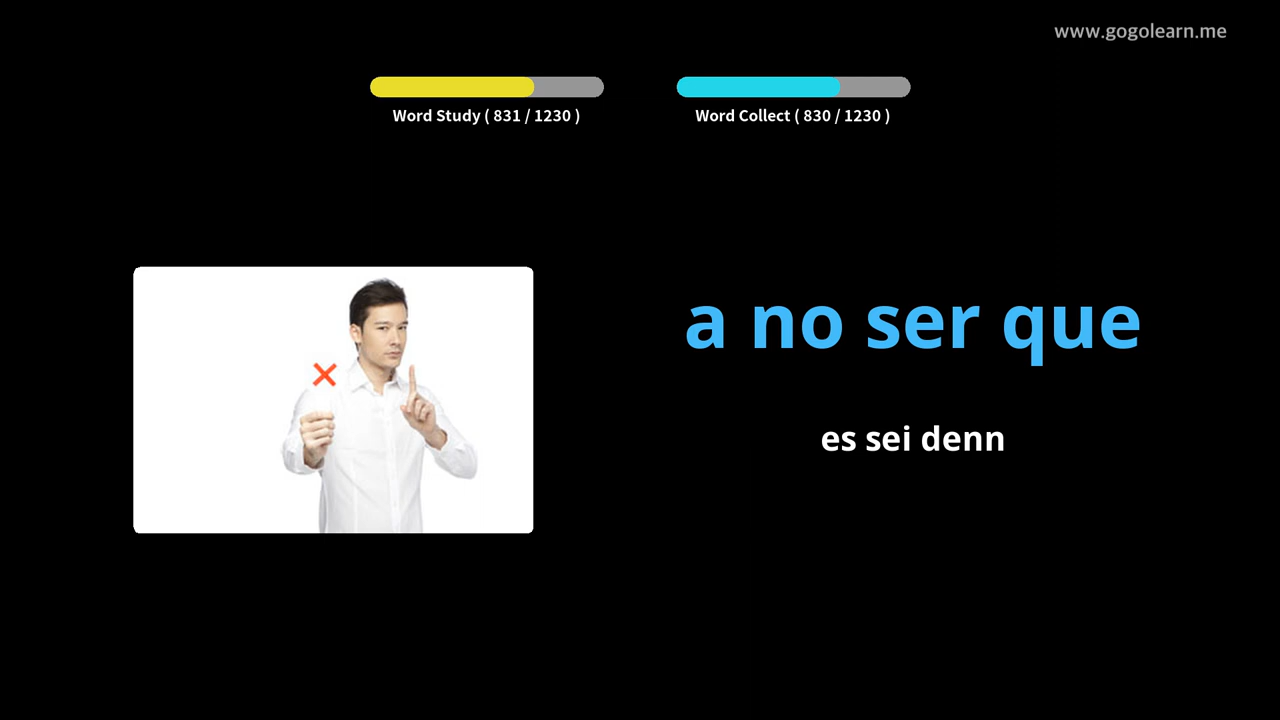 www.gogolearn.me
Word Study ( 831 / 1230 )
Word Collect ( 830 / 1230 )
a no ser que
es sei denn